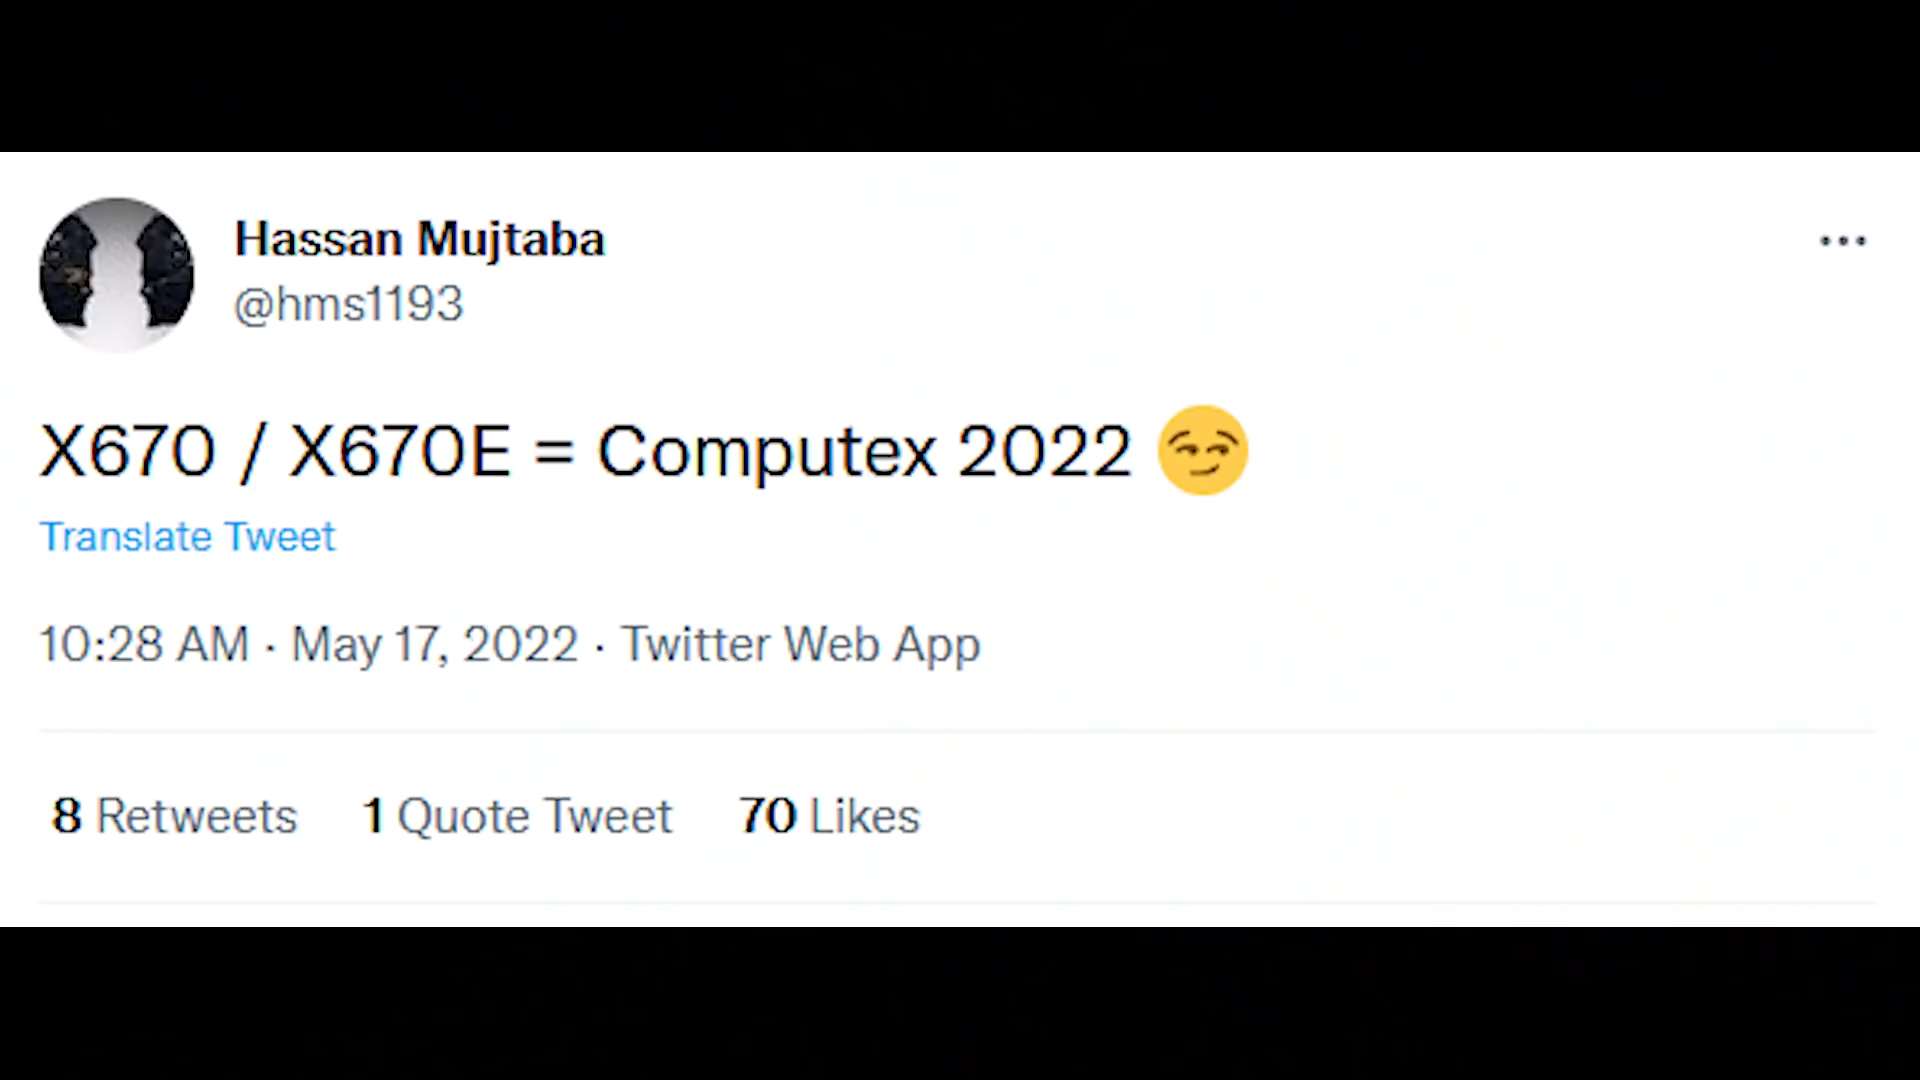 Hassan Mujtaba
@hms1193
X670 / X670E = Computex 2022 😏
Translate Tweet
10:28 AM · May 17, 2022 · Twitter Web App
8 Retweets 1 Quote Tweet 70 Likes